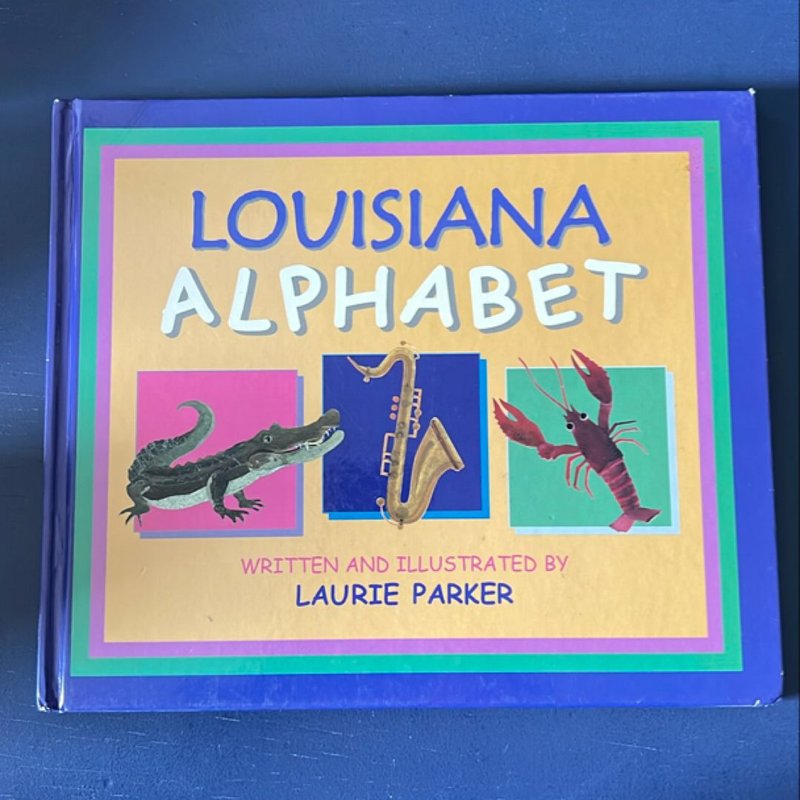 LOUISIANA
ALPHABET
WRITTEN AND ILLUSTRATED BY
LAURIE PARKER